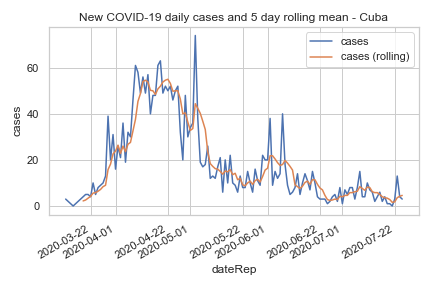 New COVID-19 daily cases and 5 day rolling mean - Cuba
cases
cases (rolling)
cases
60
40
20
0
2020-03-22
2020-04-01
2020-04-22
2020-05-01
2020-05-22
2020-06-01
2020-06-22
2020-07-01
2020-07-22
dateRep